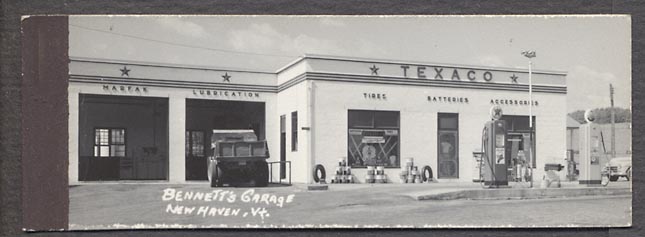 TEXACO
MARFAK LUBRICATION TIRES BATTERIES ACCESSORIES
BENNETT'S GARAGE
NEW HAVEN, VT.